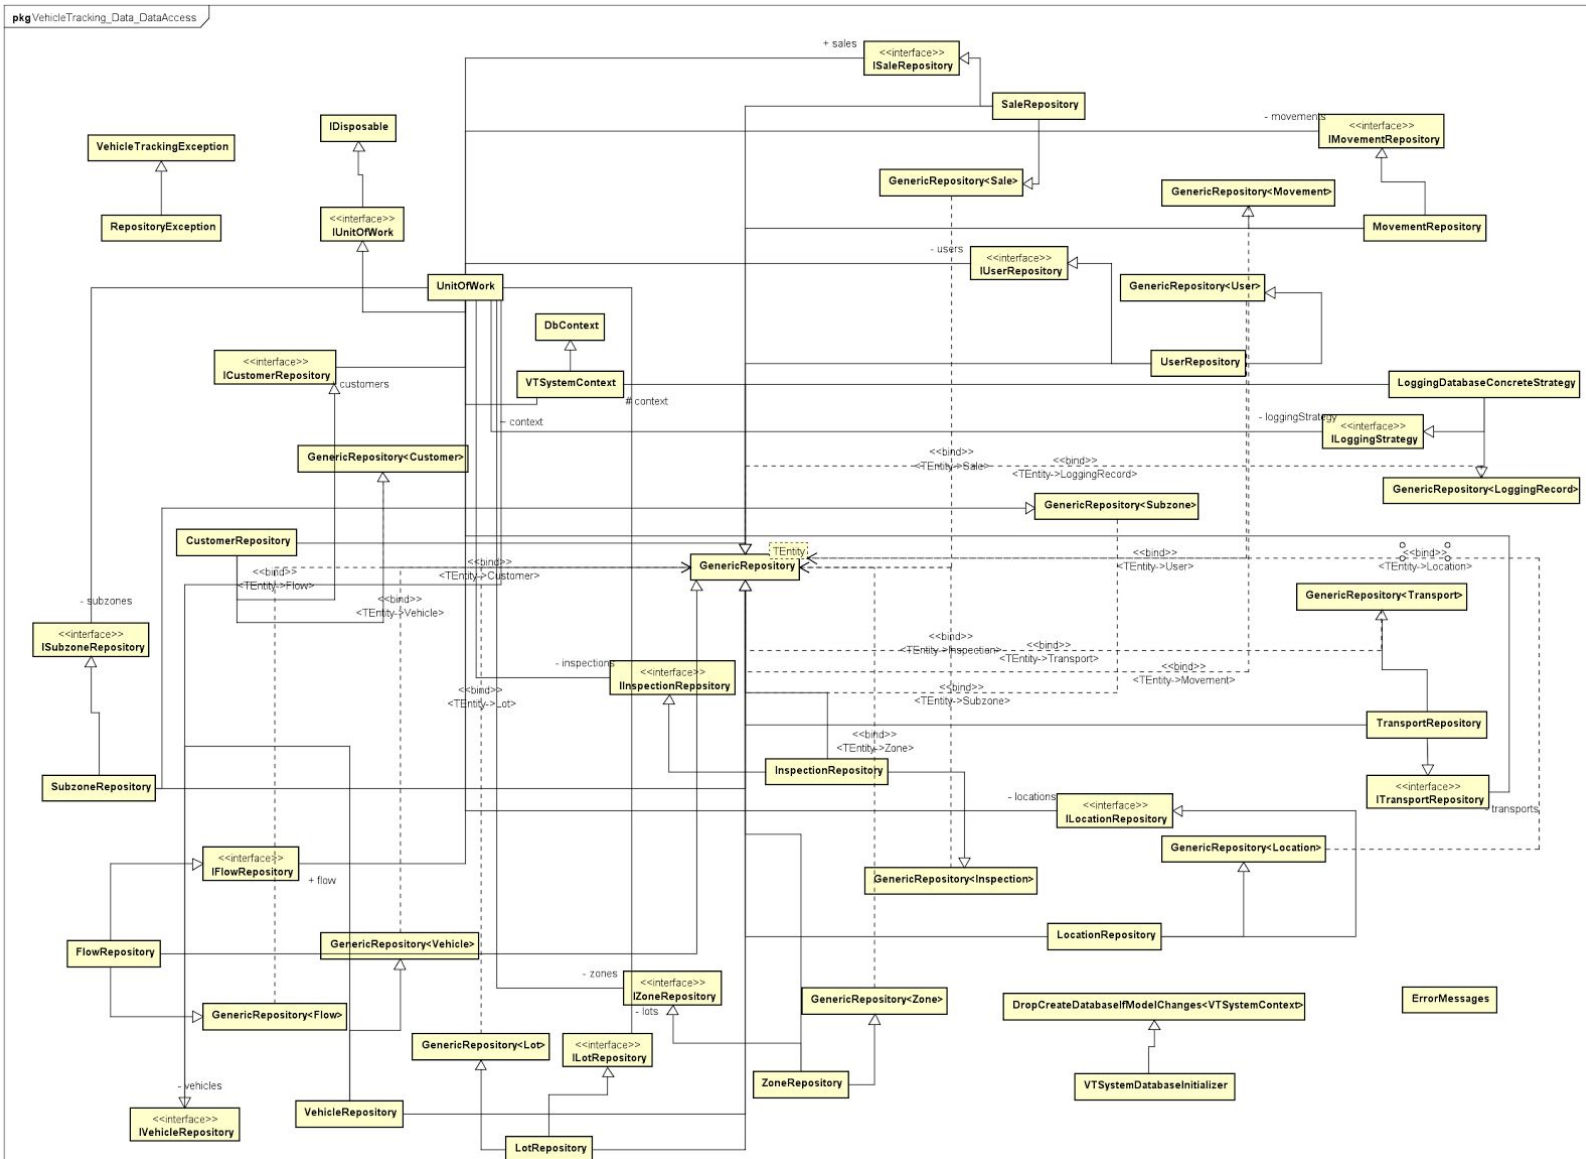 pkg VehicleTracking_Data_DataAccess
+ sales
<<interface>>
ISaleRepository
SaleRepository
IDisposable
- movements
<<interface>>
IMovementRepository
VehicleTrackingException
GenericRepository<Sale>
GenericRepository<Movement>
RepositoryException
<<interface>>
IUnitOfWork
MovementRepository
- users
<<interface>>
IUserRepository
UnitOfWork
GenericRepository<User>
DbContext
<<interface>>
ICustomerRepository
UserRepository
customers
VTSystemContext
# context
LoggingDatabaseConcreteStrategy
- context
- loggingStrategy
<<interface>>
ILoggingStrategy
GenericRepository<Customer>
<<bind>>
<TEntity->Sale>
<<bind>>
<TEntity->LoggingRecord>
GenericRepository<LoggingRecord>
GenericRepository<Subzone>
CustomerRepository
TEntity
GenericRepository
<<bind>>
<TEntity->Flow>
<<bind>>
<TEntity->Customer>
<<bind>>
<TEntity->User>
<<bind>>
<TEntity->Location>
<<bind>>
<TEntity->Vehicle>
- subzones
<<interface>>
ISubzoneRepository
GenericRepository<Transport>
<<bind>>
<TEntity->Inspection>
<<bind>>
<TEntity->Transport>
- inspections
<<interface>>
IInspectionRepository
<<bind>>
<TEntity->Movement>
<<bind>>
<TEntity->Lot>
<<bind>>
<TEntity->Subzone>
TransportRepository
<<bind>>
<TEntity->Zone>
SubzoneRepository
InspectionRepository
<<interface>>
ITransportRepository
- transports
- locations
<<interface>>
ILocationRepository
<<interface>>
IFlowRepository
+ flow
GenericRepository<Location>
GenericRepository<Inspection>
FlowRepository
GenericRepository<Vehicle>
LocationRepository
- zones
<<interface>>
IZoneRepository
GenericRepository<Zone>
DropCreateDatabaseIfModelChanges<VTSystemContext>
ErrorMessages
GenericRepository<Flow>
- lots
GenericRepository<Lot>
<<interface>>
ILotRepository
ZoneRepository
VTSystemDatabaseInitializer
- vehicles
<<interface>>
IVehicleRepository
VehicleRepository
LotRepository